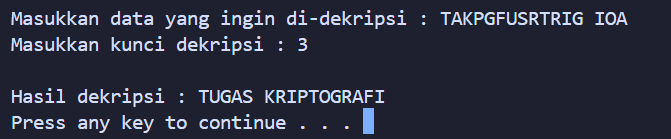 Masukkan data yang ingin di-dekripsi : TAKPGFUSRTRIG IOA
Masukkan kunci dekripsi : 3
Hasil dekripsi : TUGAS KRIPTOGRAFI
Press any key to continue . . .